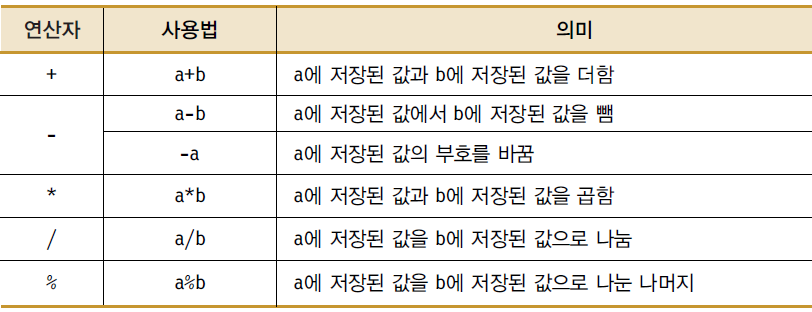 연산자 사용법 의미
+ a+b a에 저장된 값과 b에 저장된 값을 더함
- a-b a에 저장된 값에서 b에 저장된 값을 뺌
-a a에 저장된 값의 부호를 바꿈
* a*b a에 저장된 값과 b에 저장된 값을 곱함
/ a/b a에 저장된 값을 b에 저장된 값으로 나눔
% a%b a에 저장된 값을 b에 저장된 값으로 나눈 나머지